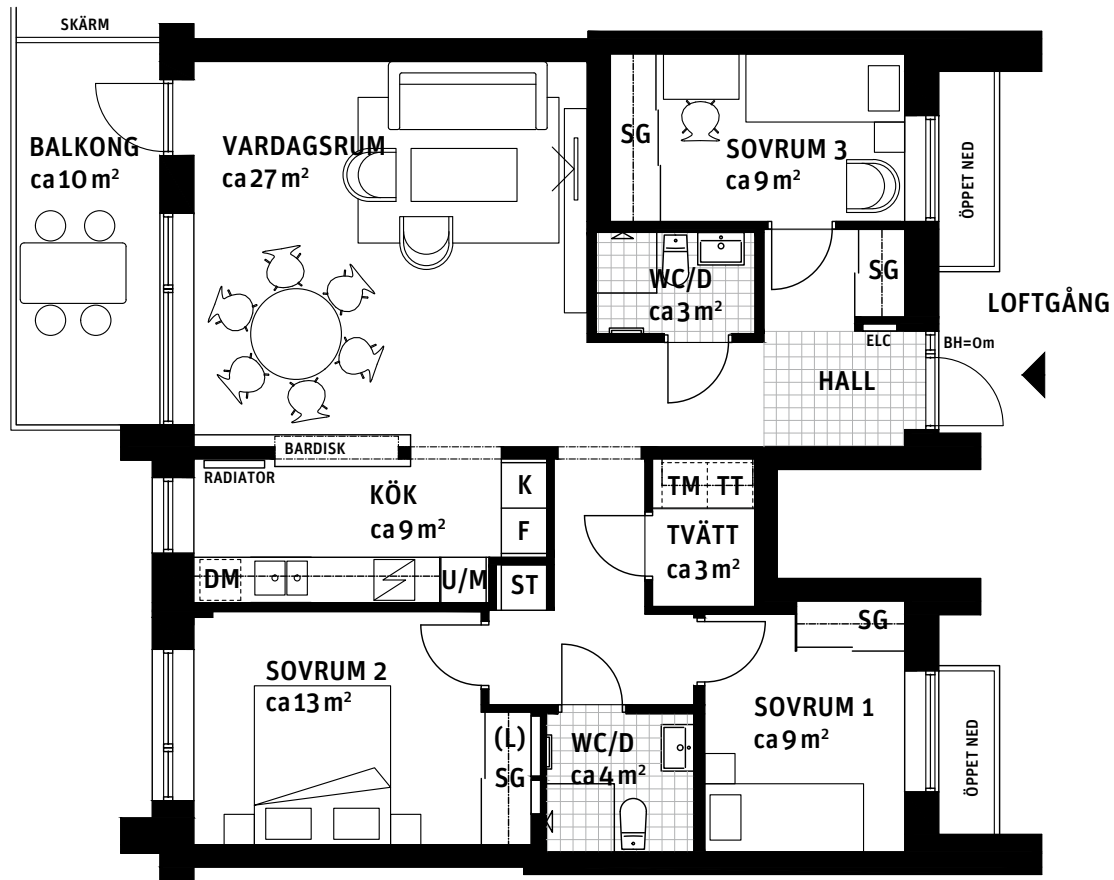 SKÄRM
BALKONG
ca 10 m²
VARDAGSRUM
ca 27 m²
SG
SOVRUM 3
ca 9 m²
ÖPPET NED
WC/D
ca 3 m²
SG
LOFTGÅNG
ELC
BH=0m
HALL
BARDISK
RADIATOR
KÖK
ca 9 m²
K
F
TM TT
TVÄTT
ca 3 m²
DM
U/M
ST
SG
SOVRUM 2
ca 13 m²
(L)
SG
WC/D
ca 4 m²
SOVRUM 1
ca 9 m²
ÖPPET NED